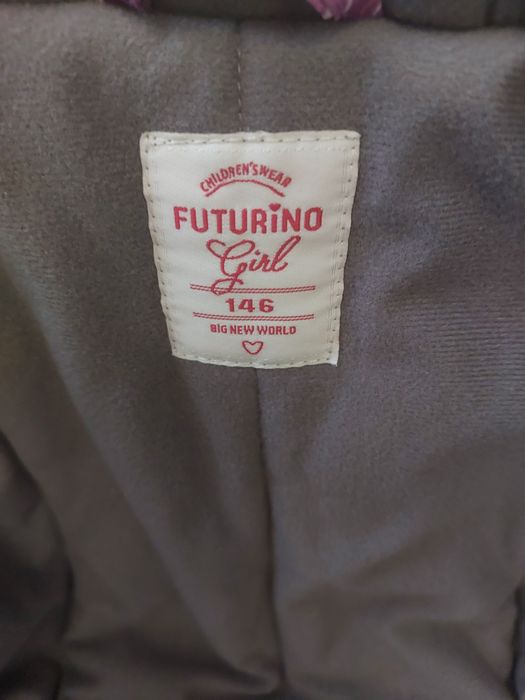 CHILDREN'S WEAR
FUTURiNO
Girl
146
BIG NEW WORLD